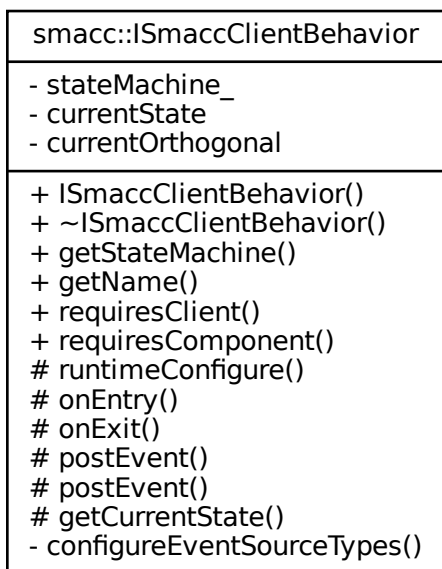 smacc::ISmaccClientBehavior
- stateMachine_
- currentState
- currentOrthogonal
+ ISmaccClientBehavior()
+ ~ISmaccClientBehavior()
+ getStateMachine()
+ getName()
+ requiresClient()
+ requiresComponent()
# runtimeConfigure()
# onEntry()
# onExit()
# postEvent()
# postEvent()
# getCurrentState()
- configureEventSourceTypes()